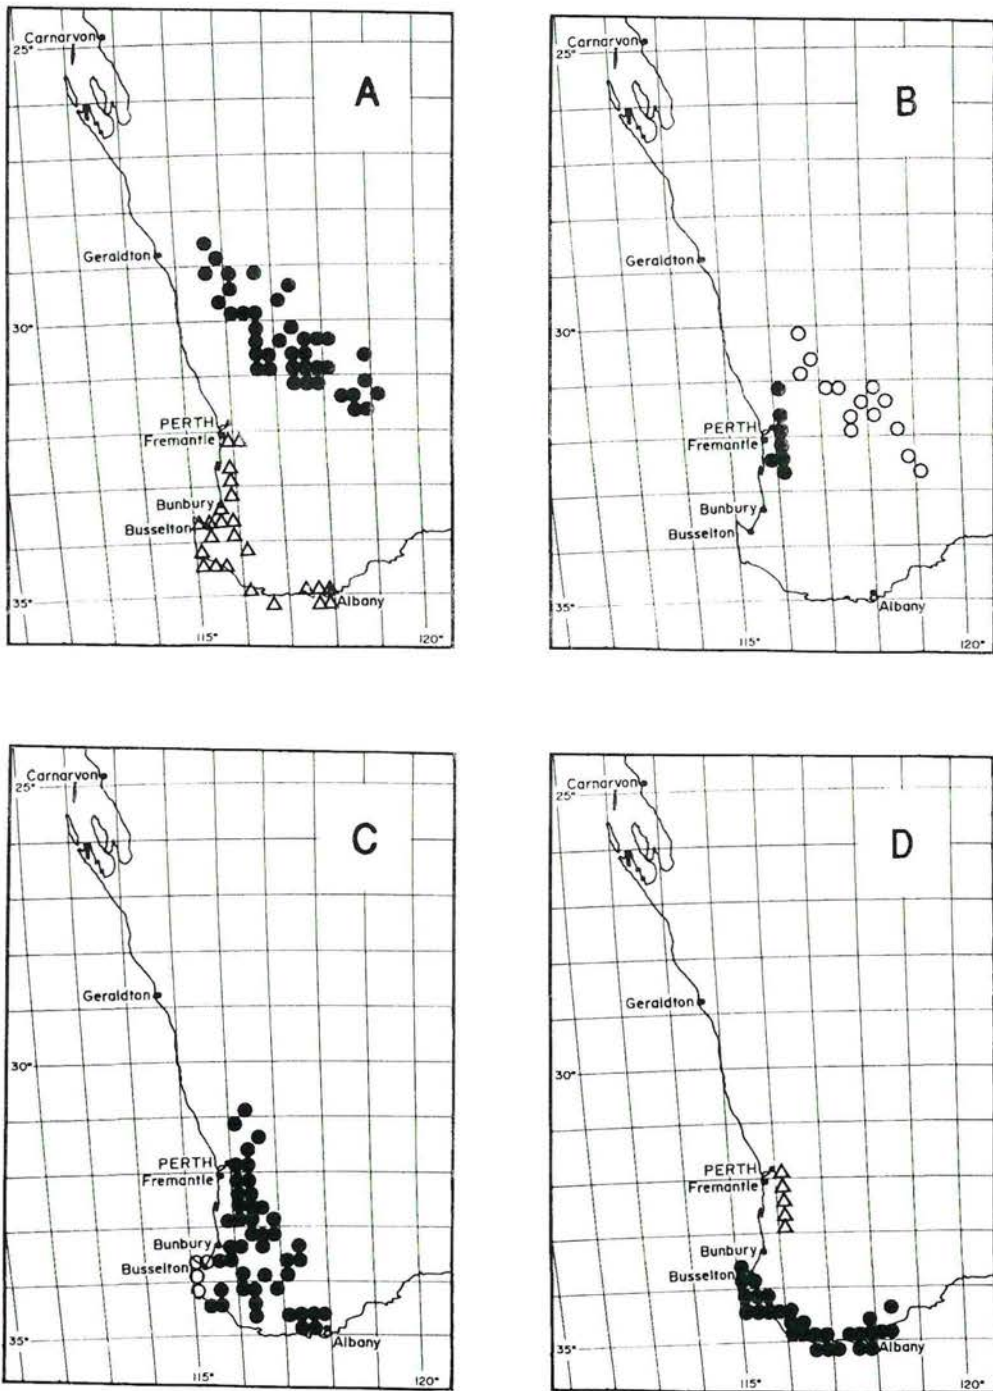 Carnarvon
25°
A
Geraldton
30°
PERTH
Fremantle
Bunbury
Busselton
35°
Albany
115°
120°
Carnarvon
25°
B
Geraldton
30°
PERTH
Fremantle
Bunbury
Busselton
35°
Albany
115°
120°
Carnarvon
25°
C
Geraldton
30°
PERTH
Fremantle
Bunbury
Busselton
35°
Albany
115°
120°
Carnarvon
25°
D
Geraldton
30°
PERTH
Fremantle
Bunbury
Busselton
35°
Albany
115°
120°